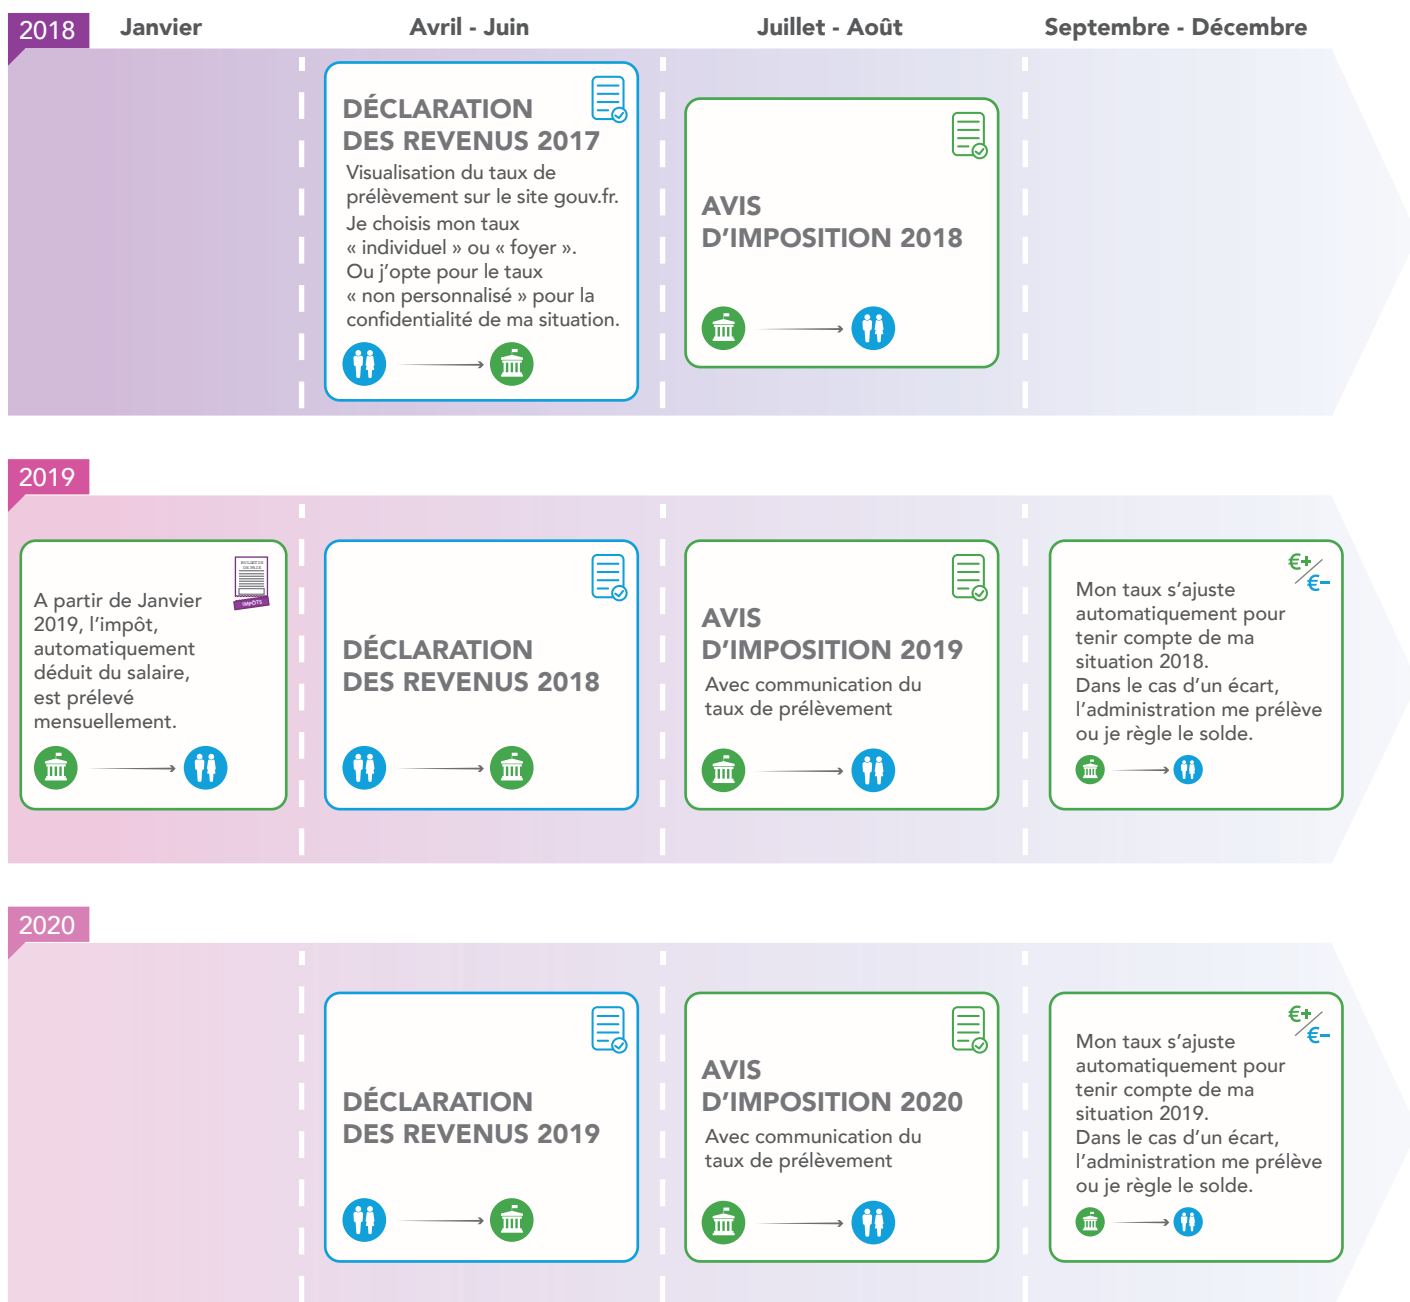 2018
Janvier
Avril - Juin
Juillet - Août
Septembre - Décembre
DÉCLARATION
DES REVENUS 2017
Visualisation du taux de
prélèvement sur le site gouv.fr.
Je choisis mon taux
« individuel » ou « foyer ».
Ou j’opte pour le taux
« non personnalisé » pour la
confidentialité de ma situation.
AVIS
D’IMPOSITION 2018
2019
BULLETIN
DE PAIE
IMPÔTS
A partir de Janvier
2019, l’impôt,
automatiquement
déduit du salaire,
est prélevé
mensuellement.
DÉCLARATION
DES REVENUS 2018
AVIS
D’IMPOSITION 2019
Avec communication du
taux de prélèvement
€+
€-
Mon taux s’ajuste
automatiquement pour
tenir compte de ma
situation 2018.
Dans le cas d’un écart,
l’administration me prélève
ou je règle le solde.
2020
DÉCLARATION
DES REVENUS 2019
AVIS
D’IMPOSITION 2020
Avec communication du
taux de prélèvement
€+
€-
Mon taux s’ajuste
automatiquement pour
tenir compte de ma
situation 2019.
Dans le cas d’un écart,
l’administration me prélève
ou je règle le solde.